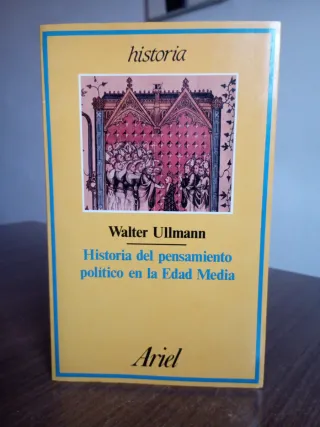 historia
Walter Ullmann
Historia del pensamiento
político en la Edad Media
Ariel